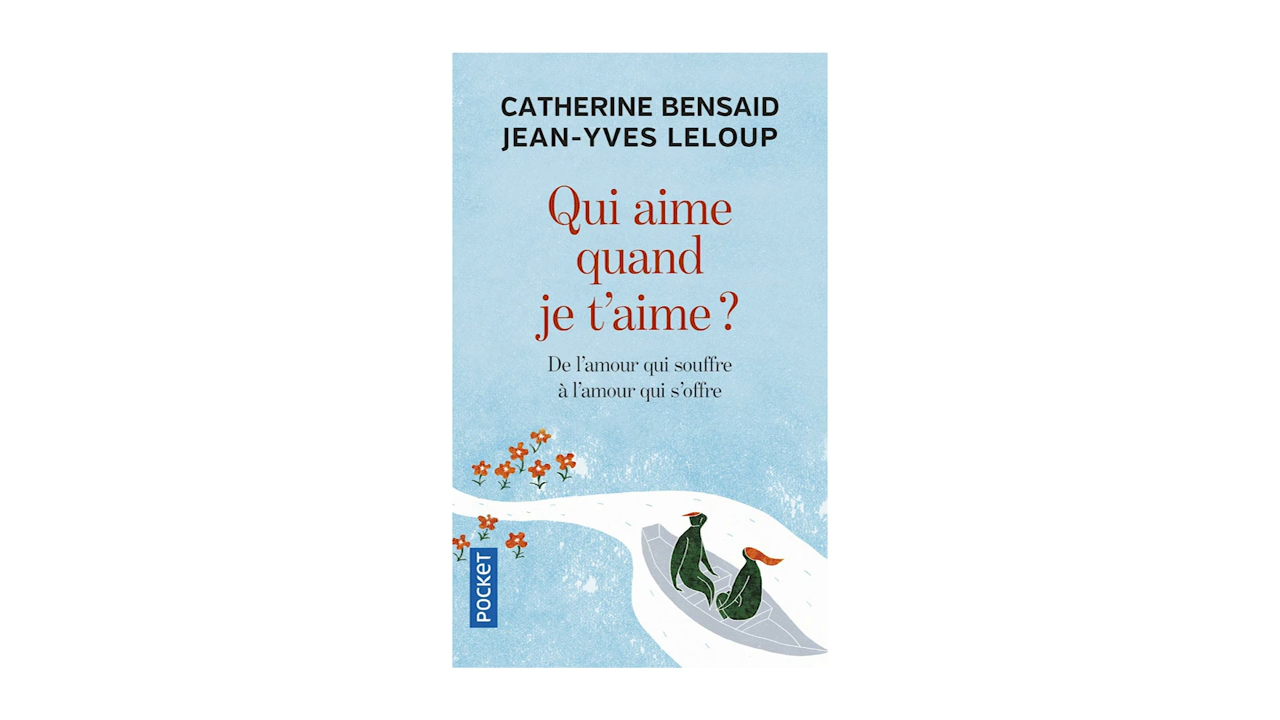 CATHERINE BENSAID
JEAN-YVES LELOUP
Qui aime
quand
je t’aime ?
De l’amour qui souffre
à l’amour qui s’offre
POCKET